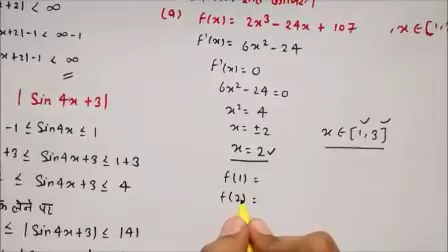 +2| < ∞
x+2|-1 < ∞-1
x+2|-1 < ∞
| Sin 4x+3|
-1 ≤ Sin4x ≤ 1
+3 ≤ Sin4x+3 ≤ 1+3
≤ Sin4x+3 ≤ 4
लेने पर
≤ |Sin4x+3| ≤ |4|
(a) f(x) = 2x³ - 24x + 107 , x ∈ [1,
f'(x) = 6x² - 24
f'(x) = 0
6x² - 24 = 0
x² = 4
x = ±2
x = 2 ✓
f(1) =
f(2) =
x ∈ [1, 3]